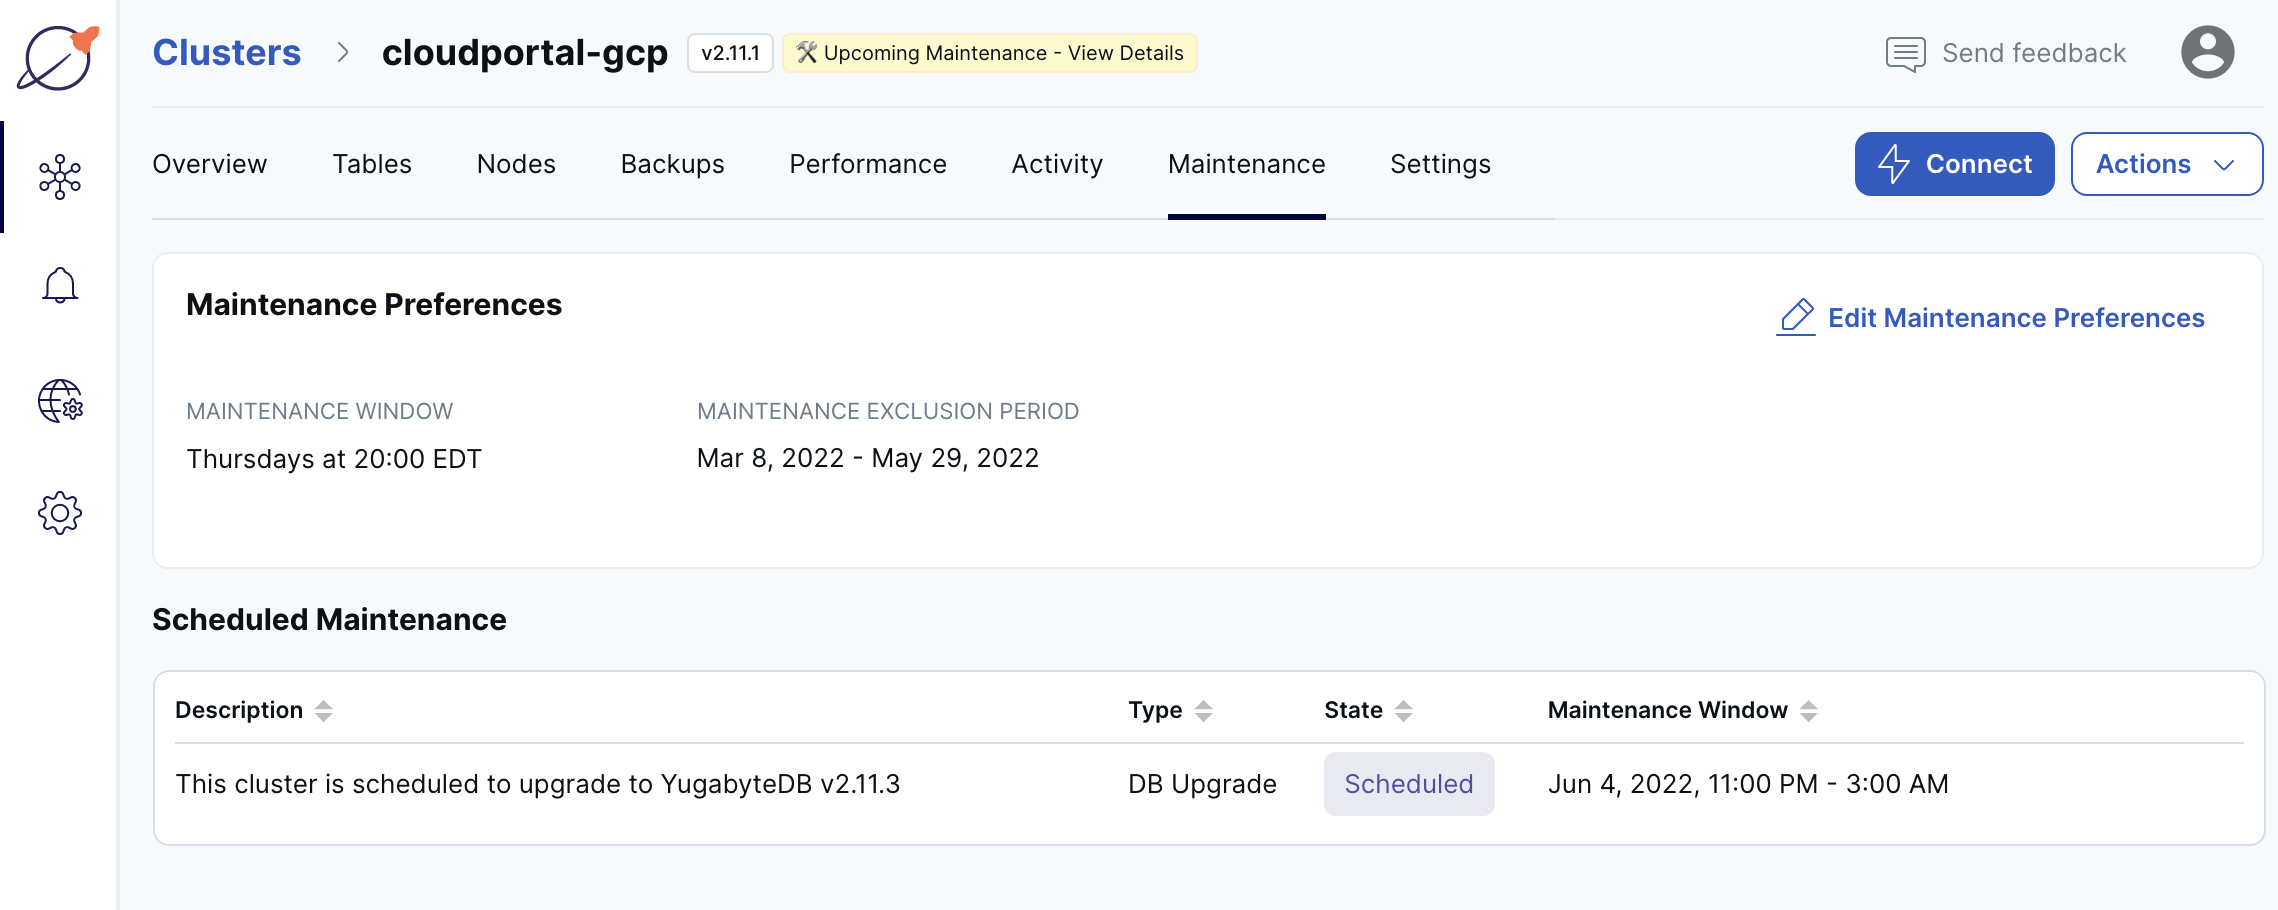 Clusters > cloudportal-gcp v2.11.1 🛠 Upcoming Maintenance - View Details Send feedback
Overview Tables Nodes Backups Performance Activity Maintenance Settings Connect Actions
Maintenance Preferences
Edit Maintenance Preferences
MAINTENANCE WINDOW MAINTENANCE EXCLUSION PERIOD
Thursdays at 20:00 EDT Mar 8, 2022 - May 29, 2022
Scheduled Maintenance
Description Type State Maintenance Window
This cluster is scheduled to upgrade to YugabyteDB v2.11.3 DB Upgrade Scheduled Jun 4, 2022, 11:00 PM - 3:00 AM